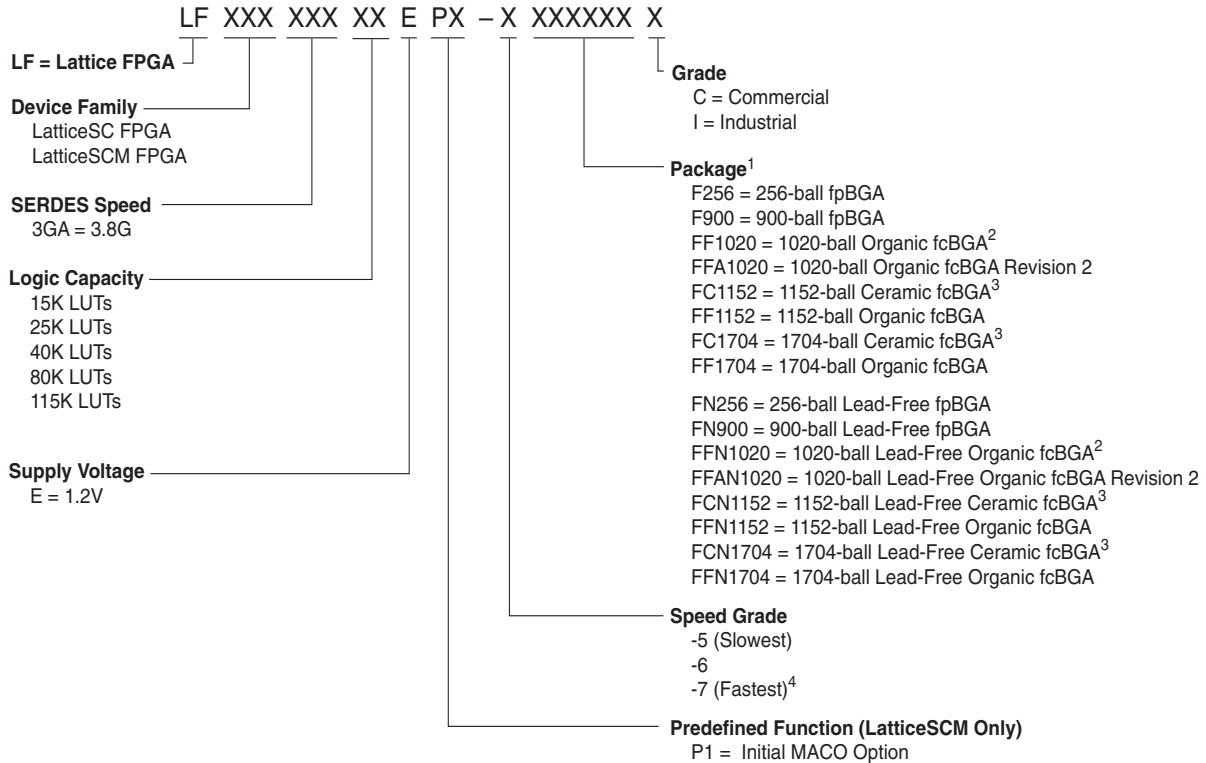 LF XXX XXX XX E PX – X XXXXXX X
LF = Lattice FPGA
Device Family
LatticeSC FPGA
LatticeSCM FPGA
SERDES Speed
3GA = 3.8G
Logic Capacity
15K LUTs
25K LUTs
40K LUTs
80K LUTs
115K LUTs
Supply Voltage
E = 1.2V
Grade
C = Commercial
I = Industrial
Package1
F256 = 256-ball fpBGA
F900 = 900-ball fpBGA
FF1020 = 1020-ball Organic fcBGA2
FFA1020 = 1020-ball Organic fcBGA Revision 2
FC1152 = 1152-ball Ceramic fcBGA3
FF1152 = 1152-ball Organic fcBGA
FC1704 = 1704-ball Ceramic fcBGA3
FF1704 = 1704-ball Organic fcBGA
FN256 = 256-ball Lead-Free fpBGA
FN900 = 900-ball Lead-Free fpBGA
FFN1020 = 1020-ball Lead-Free Organic fcBGA2
FFAN1020 = 1020-ball Lead-Free Organic fcBGA Revision 2
FCN1152 = 1152-ball Lead-Free Ceramic fcBGA3
FFN1152 = 1152-ball Lead-Free Organic fcBGA
FCN1704 = 1704-ball Lead-Free Ceramic fcBGA3
FFN1704 = 1704-ball Lead-Free Organic fcBGA
Speed Grade
-5 (Slowest)
-6
-7 (Fastest)4
Predefined Function (LatticeSCM Only)
P1 = Initial MACO Option